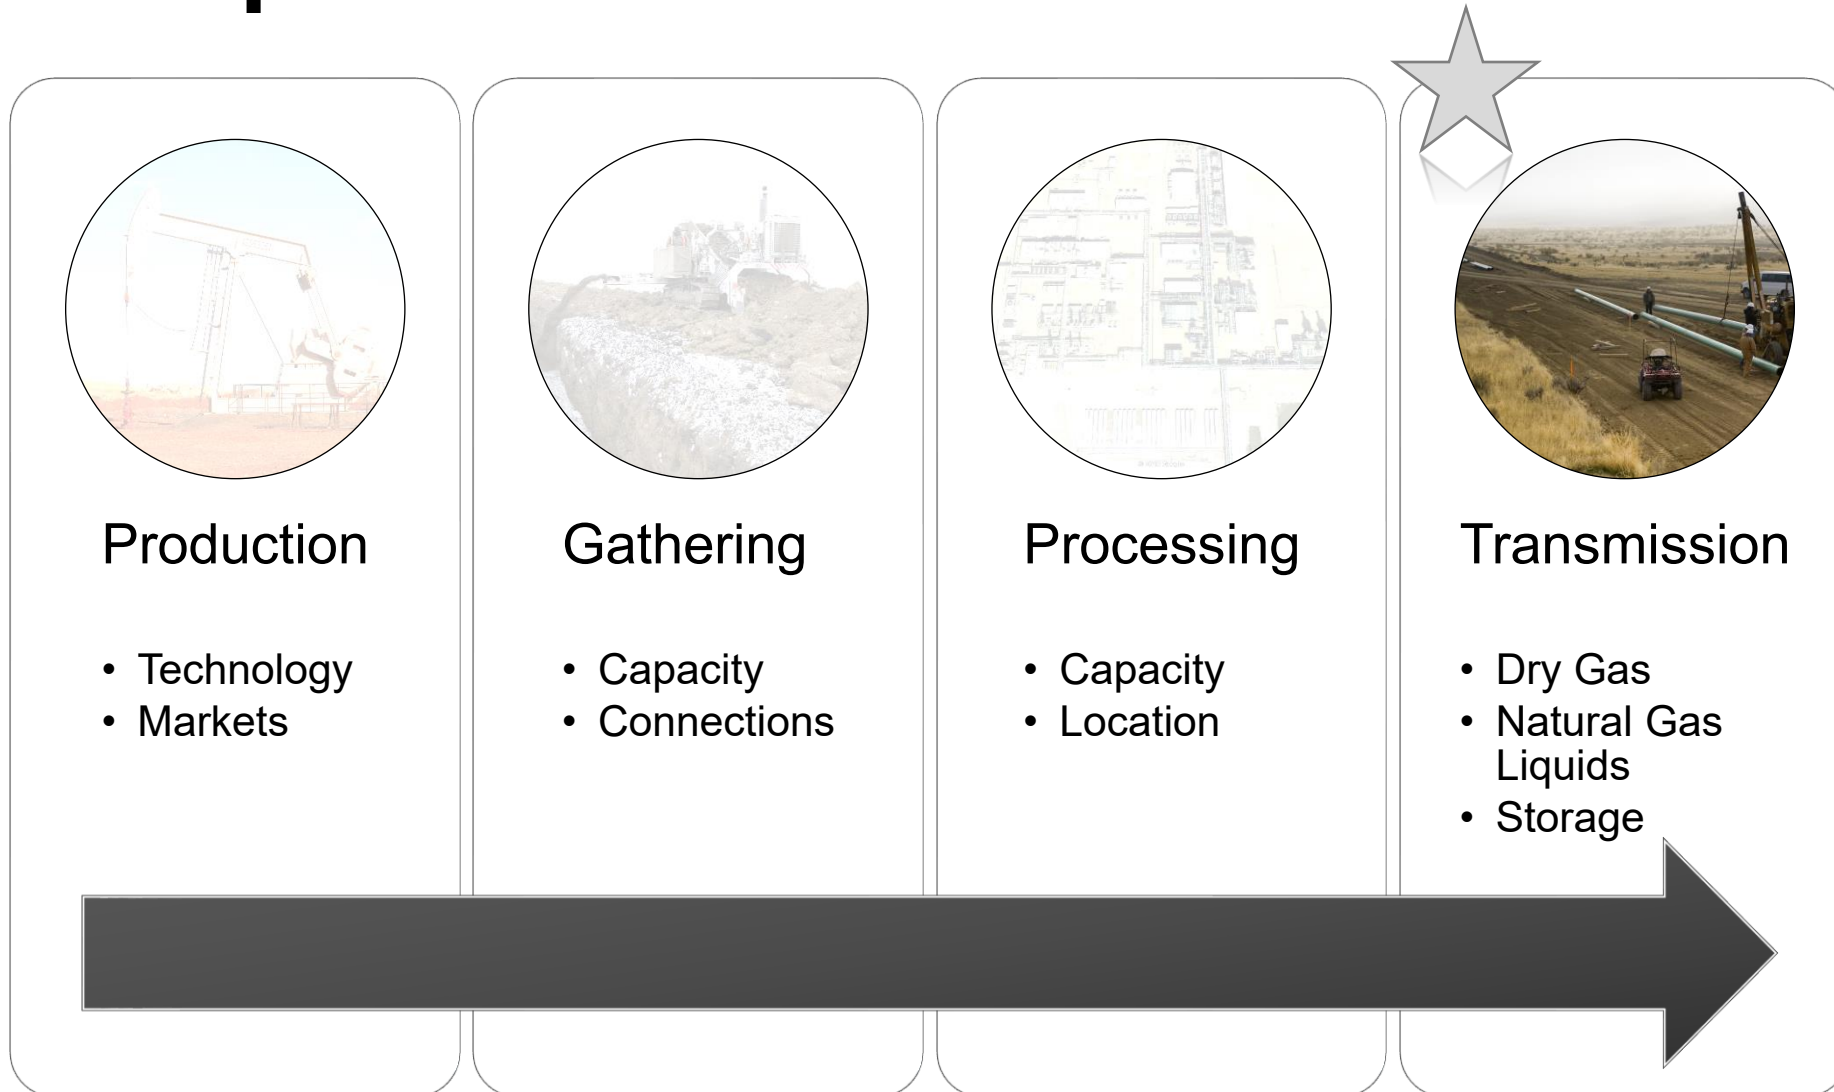 Production
• Technology
• Markets
Gathering
• Capacity
• Connections
Processing
• Capacity
• Location
Transmission
• Dry Gas
• Natural Gas
Liquids
• Storage